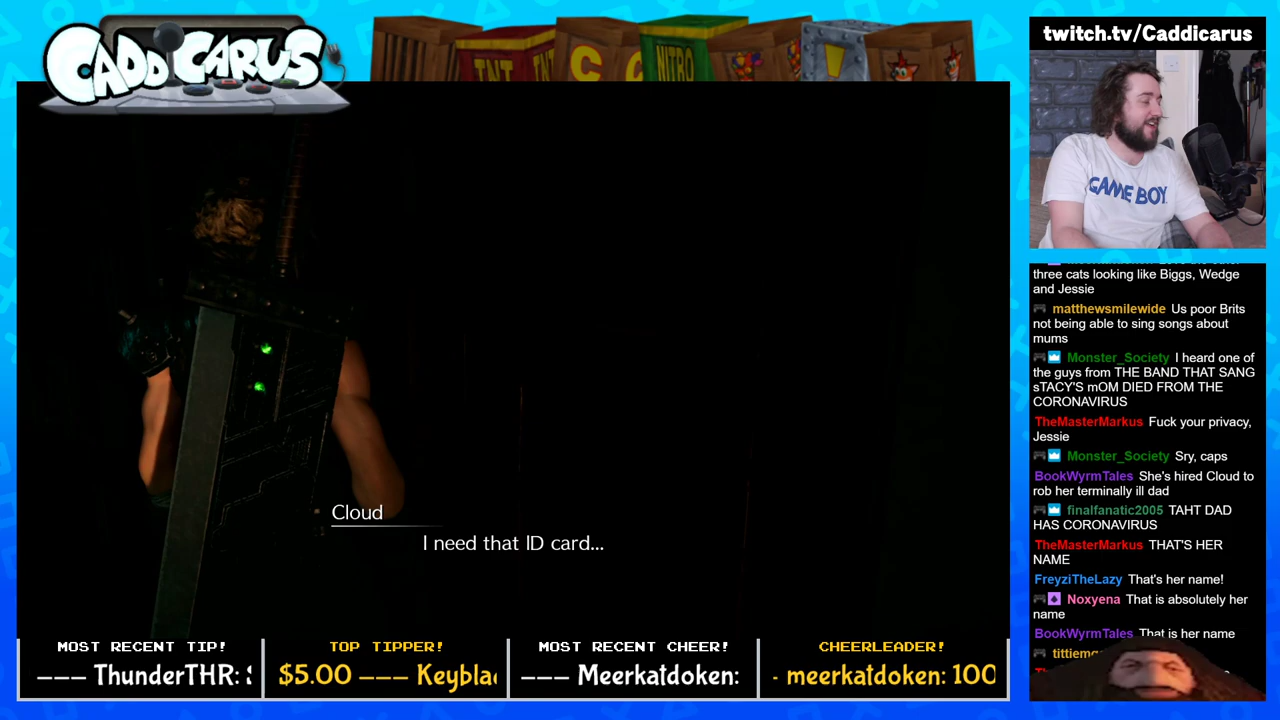 CADDICARUS
TNT
TNT
C
C
NITRO
twitch.tv/Caddicarus
GAME BOY
Cloud
I need that ID card...
three cats looking like Biggs, Wedge
and Jessie
matthewsmilewide Us poor Brits
not being able to sing songs about
mums
Monster_Society I heard one of
the guys from THE BAND THAT SANG
sTACY'S mOM DIED FROM THE
CORONAVIRUS
TheMasterMarkus Fuck your privacy,
Jessie
Monster_Society Sry, caps
BookWyrmTales She's hired Cloud to
rob her terminally ill dad
finalfanatic2005 TAHT DAD
HAS CORONAVIRUS
TheMasterMarkus THAT'S HER
NAME
FreyziTheLazy That's her name!
Noxyena That is absolutely her
name
BookWyrmTales That is her name
MOST RECENT TIP!
--- ThunderTHR:
TOP TIPPER!
$5.00 --- Keybla
MOST RECENT CHEER!
--- Meerkatdoken:
CHEERLEADER!
- meerkatdoken: 100